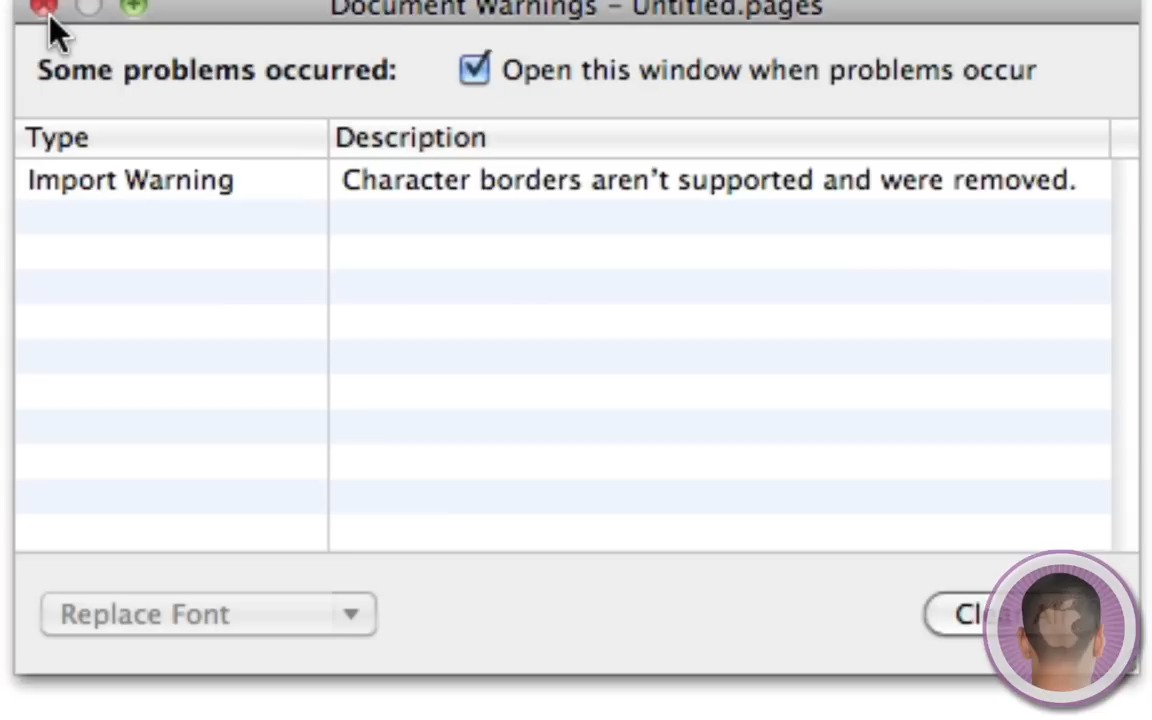 Document Warnings – Untitled.pages
Some problems occurred: Open this window when problems occur
Type Description
Import Warning Character borders aren't supported and were removed.
Replace Font